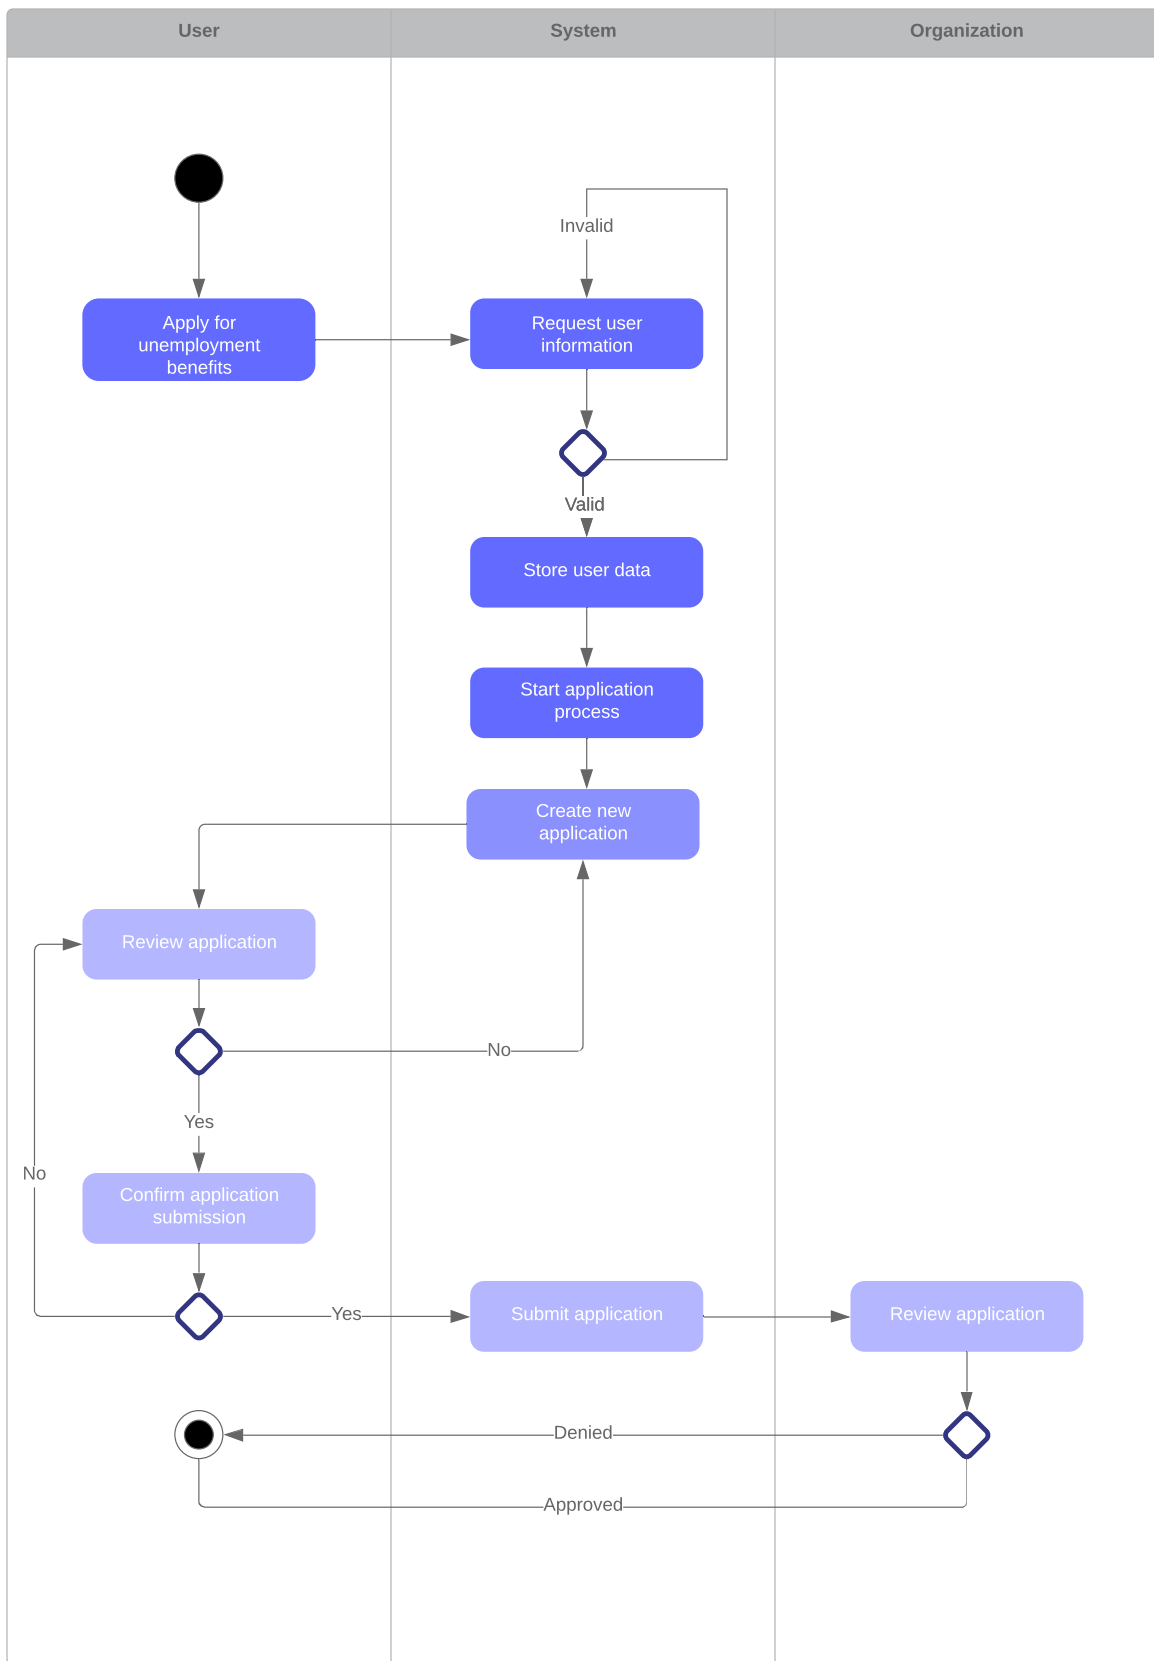 User
System
Organization
Invalid
Apply for
unemployment
benefits
Request user
information
Valid
Store user data
Start application
process
Create new
application
Review application
No
Yes
No
Confirm application
submission
Yes
Submit application
Review application
Denied
Approved